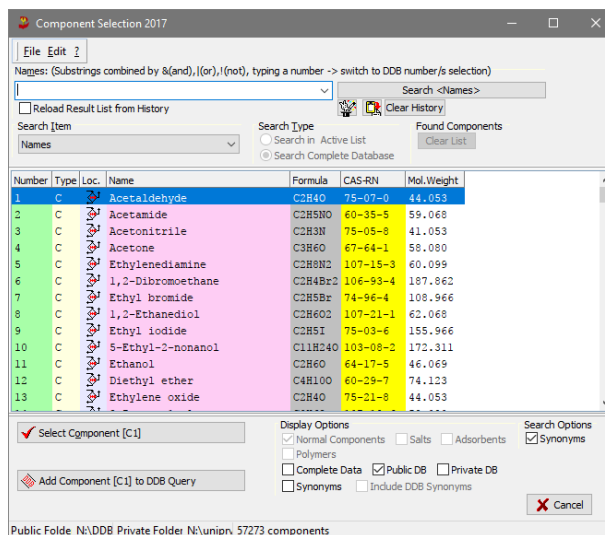 Component Selection 2017
File Edit ?
Names: (Substrings combined by &(and),|(or),!(not), typing a number -> switch to DDB number/s selection)
Search <Names>
Reload Result List from History
Clear History
Search Item
Search Type
Found Components
Names
Search in Active List
Clear List
Search Complete Database
Number Type Loc. Name Formula CAS-RN Mol.Weight
1 C Acetaldehyde C2H4O 75-07-0 44.053
2 C Acetamide C2H5NO 60-35-5 59.068
3 C Acetonitrile C2H3N 75-05-8 41.053
4 C Acetone C3H6O 67-64-1 58.080
5 C Ethylenediamine C2H8N2 107-15-3 60.099
6 C 1,2-Dibromoethane C2H4Br2 106-93-4 187.862
7 C Ethyl bromide C2H5Br 74-96-4 108.966
8 C 1,2-Ethanediol C2H6O2 107-21-1 62.068
9 C Ethyl iodide C2H5I 75-03-6 155.966
10 C 5-Ethyl-2-nonanol C11H24O 103-08-2 172.311
11 C Ethanol C2H6O 64-17-5 46.069
12 C Diethyl ether C4H10O 60-29-7 74.123
13 C Ethylene oxide C2H4O 75-21-8 44.053
Select Component [C1]
Add Component [C1] to DDB Query
Display Options
Normal Components Salts Adsorbents
Polymers
Complete Data Public DB Private DB
Synonyms Include DDB Synonyms
Search Options
Synonyms
Cancel
Public Folde N:\DDB Private Folder N:\unipr 57273 components